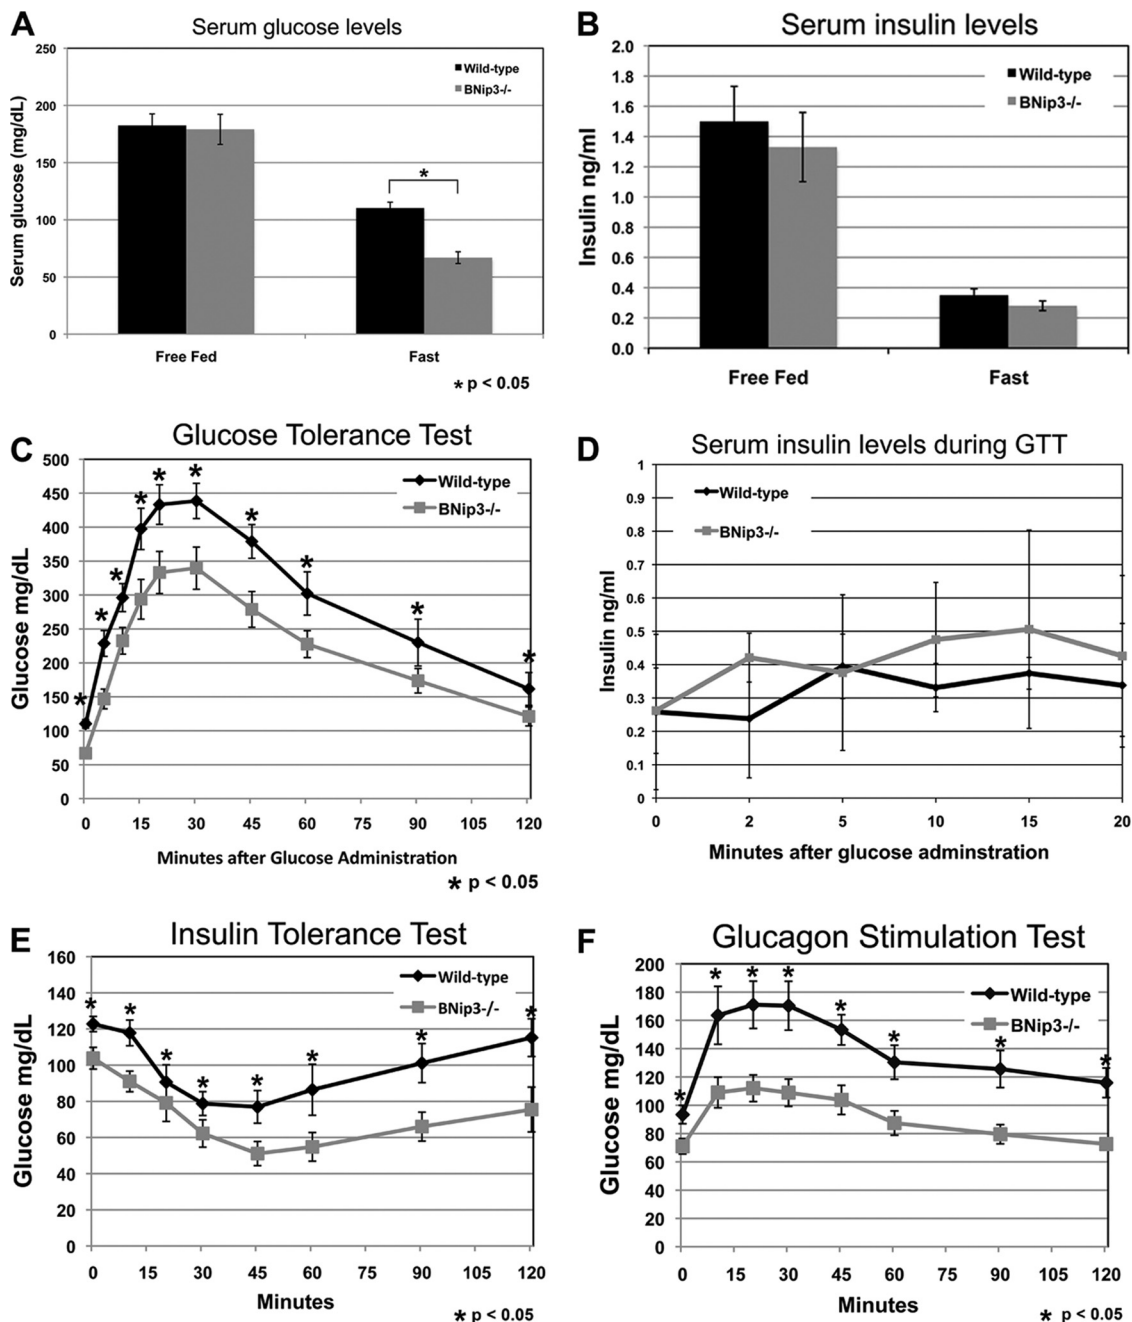 A
Serum glucose levels
Serum glucose (mg/dL)
250
200
150
100
50
0
Wild-type
BNip3-/-
*
Free Fed
Fast
* p < 0.05
B
Serum insulin levels
Insulin ng/ml
2.0
1.8
1.6
1.4
1.2
1.0
0.8
0.6
0.4
0.2
0.0
Wild-type
BNip3-/-
Free Fed
Fast
C
Glucose Tolerance Test
Glucose mg/dL
500
450
400
350
300
250
200
150
100
50
0
Wild-type
BNip3-/-
* * * * * * * * * *
0 15 30 45 60 75 90 105 120
Minutes after Glucose Administration
* p < 0.05
D
Serum insulin levels during GTT
Insulin ng/ml
1
0.9
0.8
0.7
0.6
0.5
0.4
0.3
0.2
0.1
0
Wild-type
BNip3-/-
0 2 5 10 15 20
Minutes after glucose adminstration
E
Insulin Tolerance Test
Glucose mg/dL
160
140
120
100
80
60
40
20
0
Wild-type
BNip3-/-
* * * * * * * *
0 15 30 45 60 75 90 105 120
Minutes
* p < 0.05
F
Glucagon Stimulation Test
Glucose mg/dL
200
180
160
140
120
100
80
60
40
20
0
Wild-type
BNip3-/-
* * * * * * * *
0 15 30 45 60 75 90 105 120
Minutes
* p < 0.05